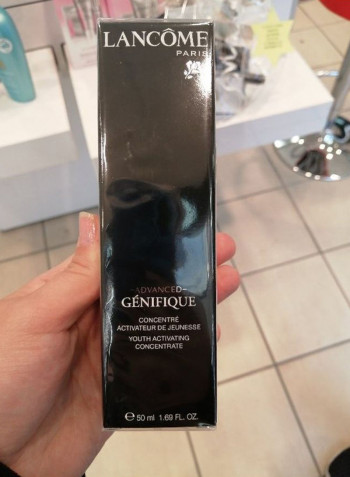 LANCÔME
PARIS
-ADVANCED-
GÉNIFIQUE
CONCENTRÉ
ACTIVATEUR DE JEUNESSE
YOUTH ACTIVATING
CONCENTRATE
℮ 50 ml 1.69 FL. OZ.